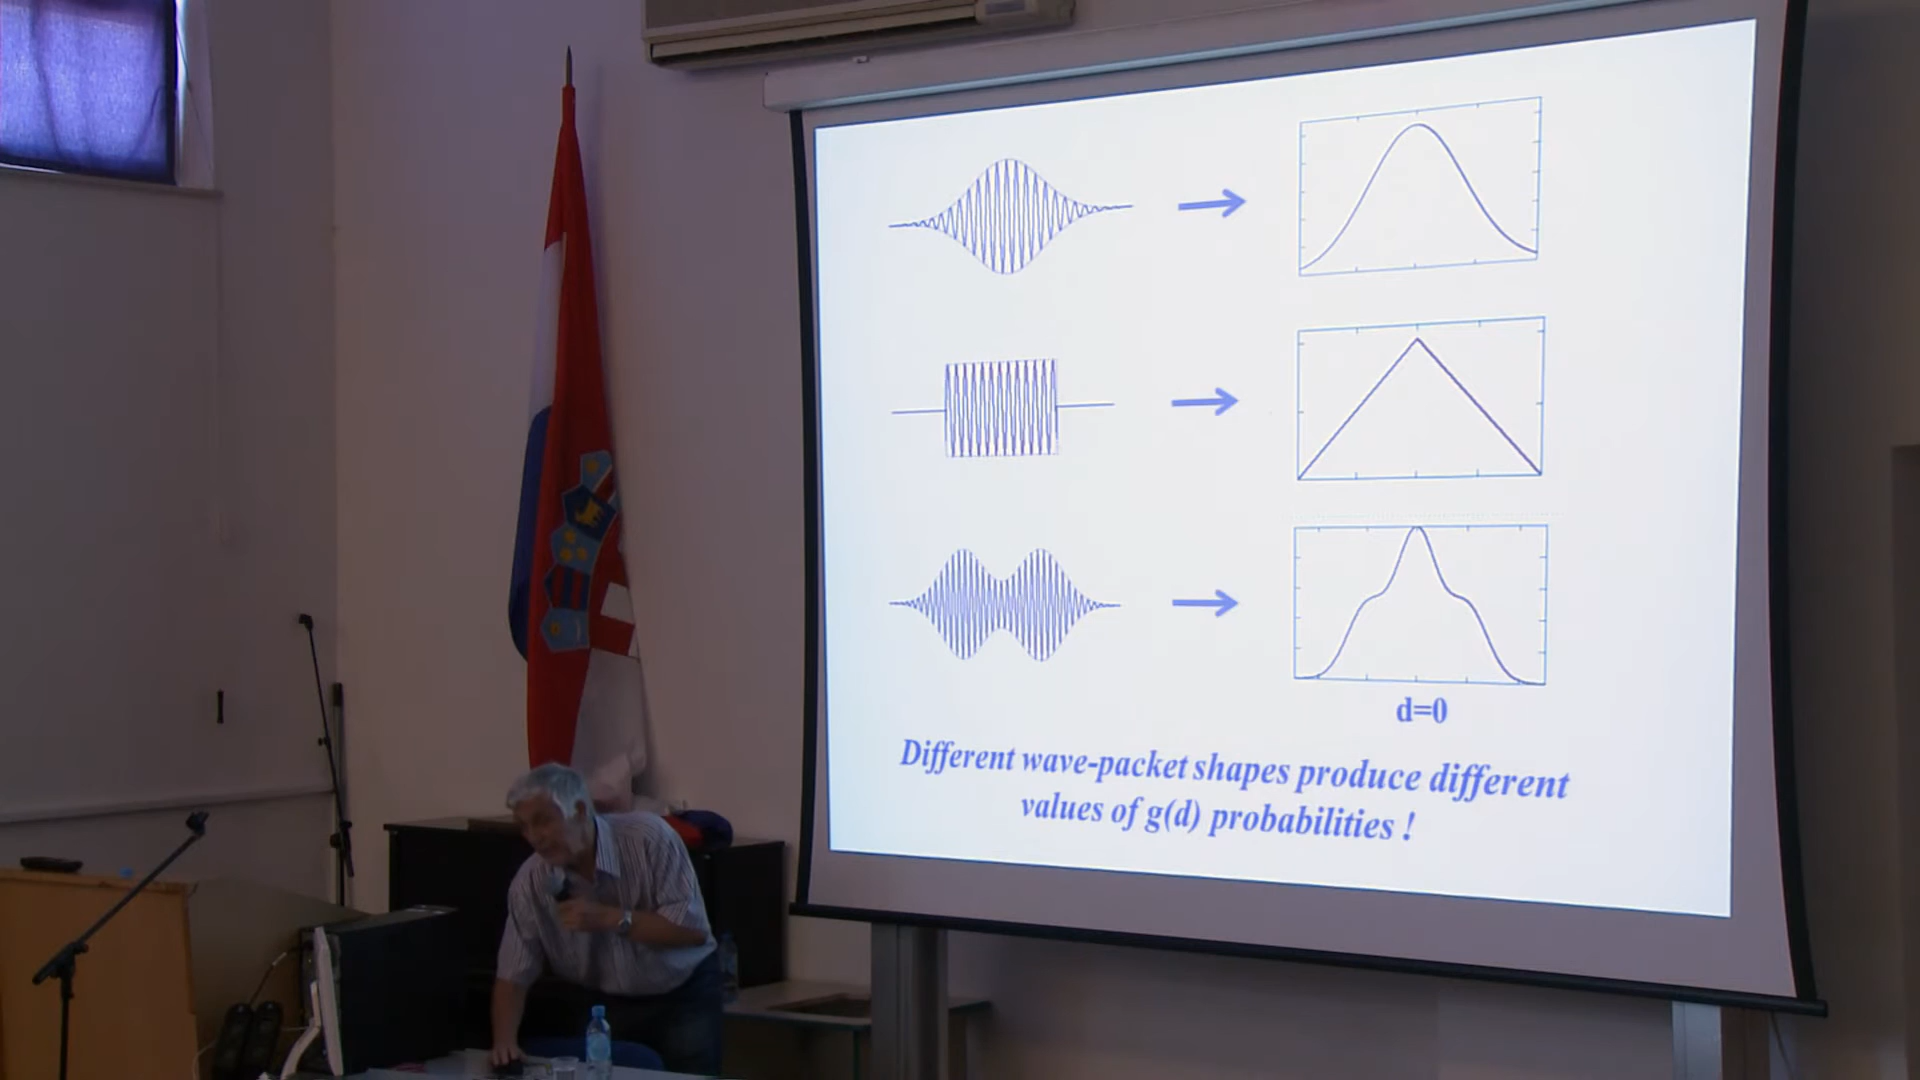 d=0
Different wave-packet shapes produce different
values of g(d) probabilities !